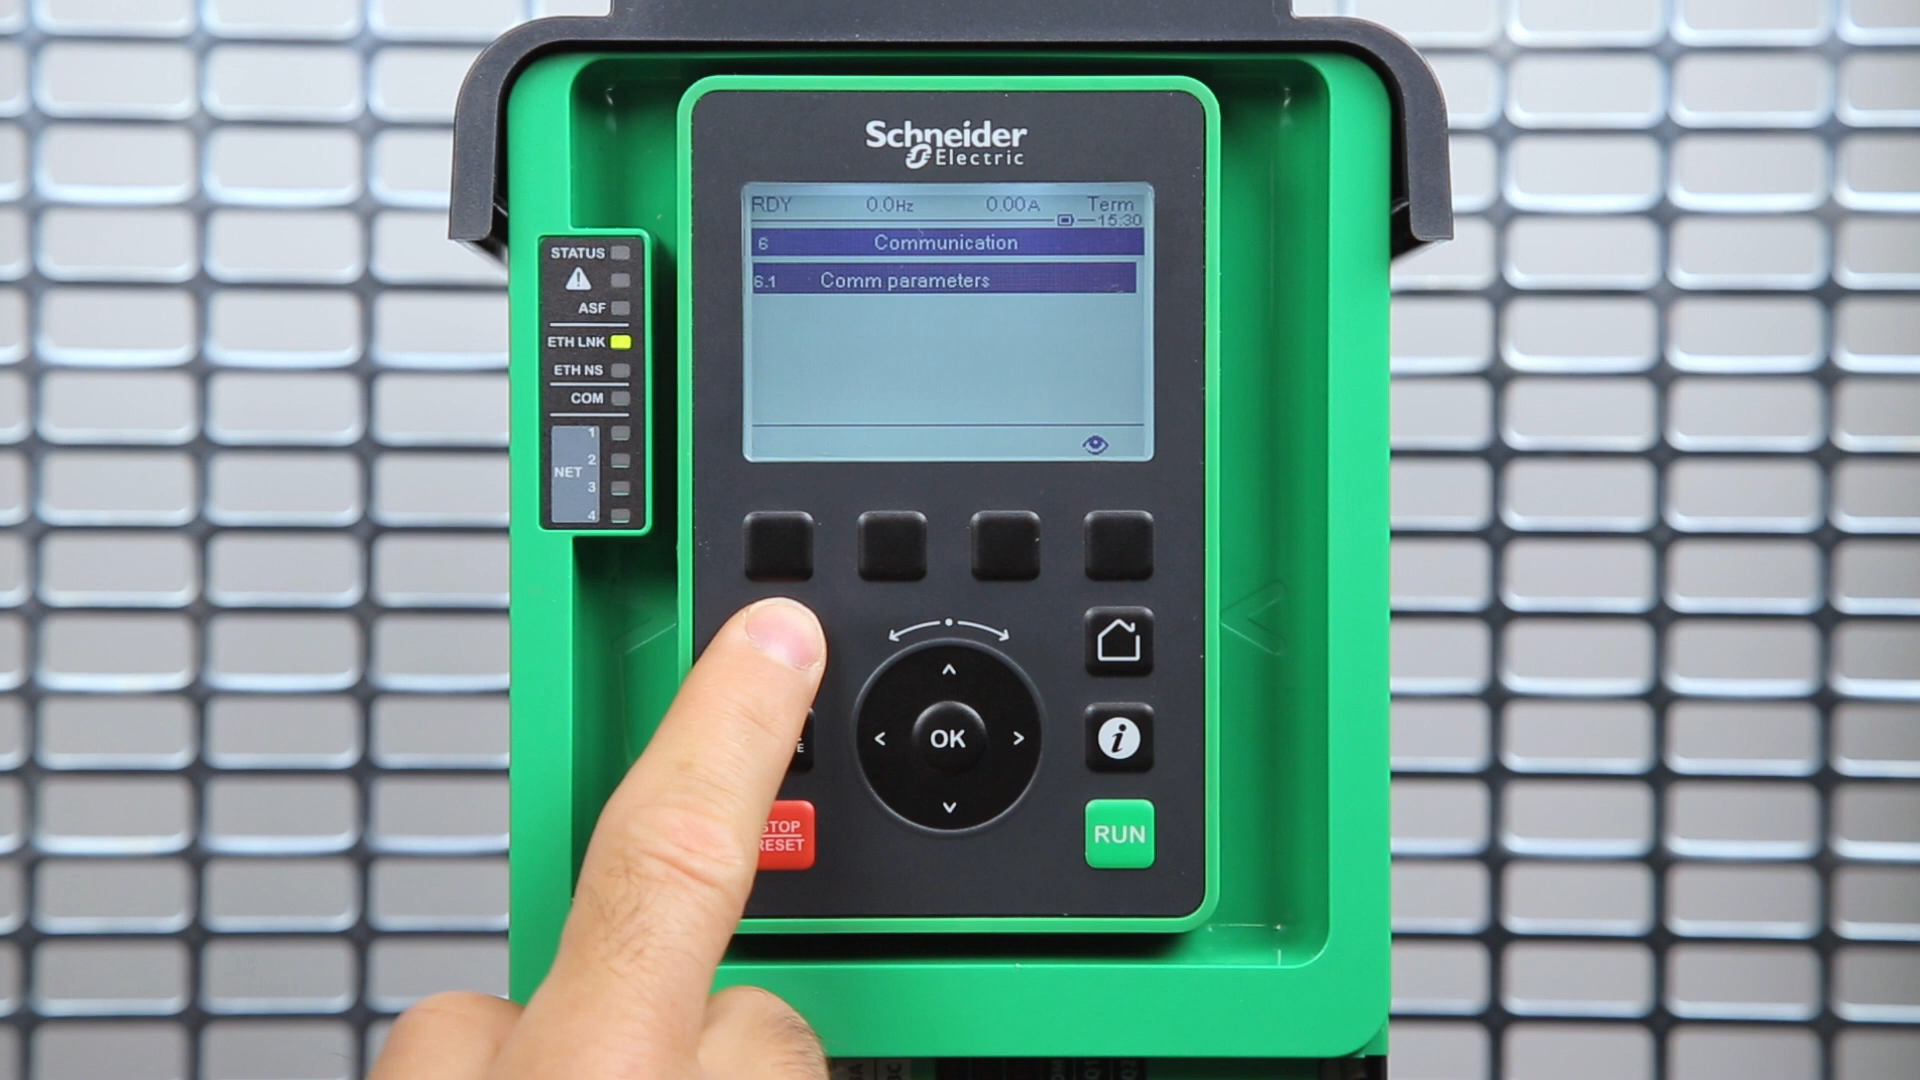 Schneider
Electric
RDY 0.0Hz 0.00A Term
15:30
6 Communication
6.1 Comm parameters
STATUS
ASF
ETH LNK
ETH NS
COM
NET
1
2
3
4
OK
i
STOP
RESET
RUN